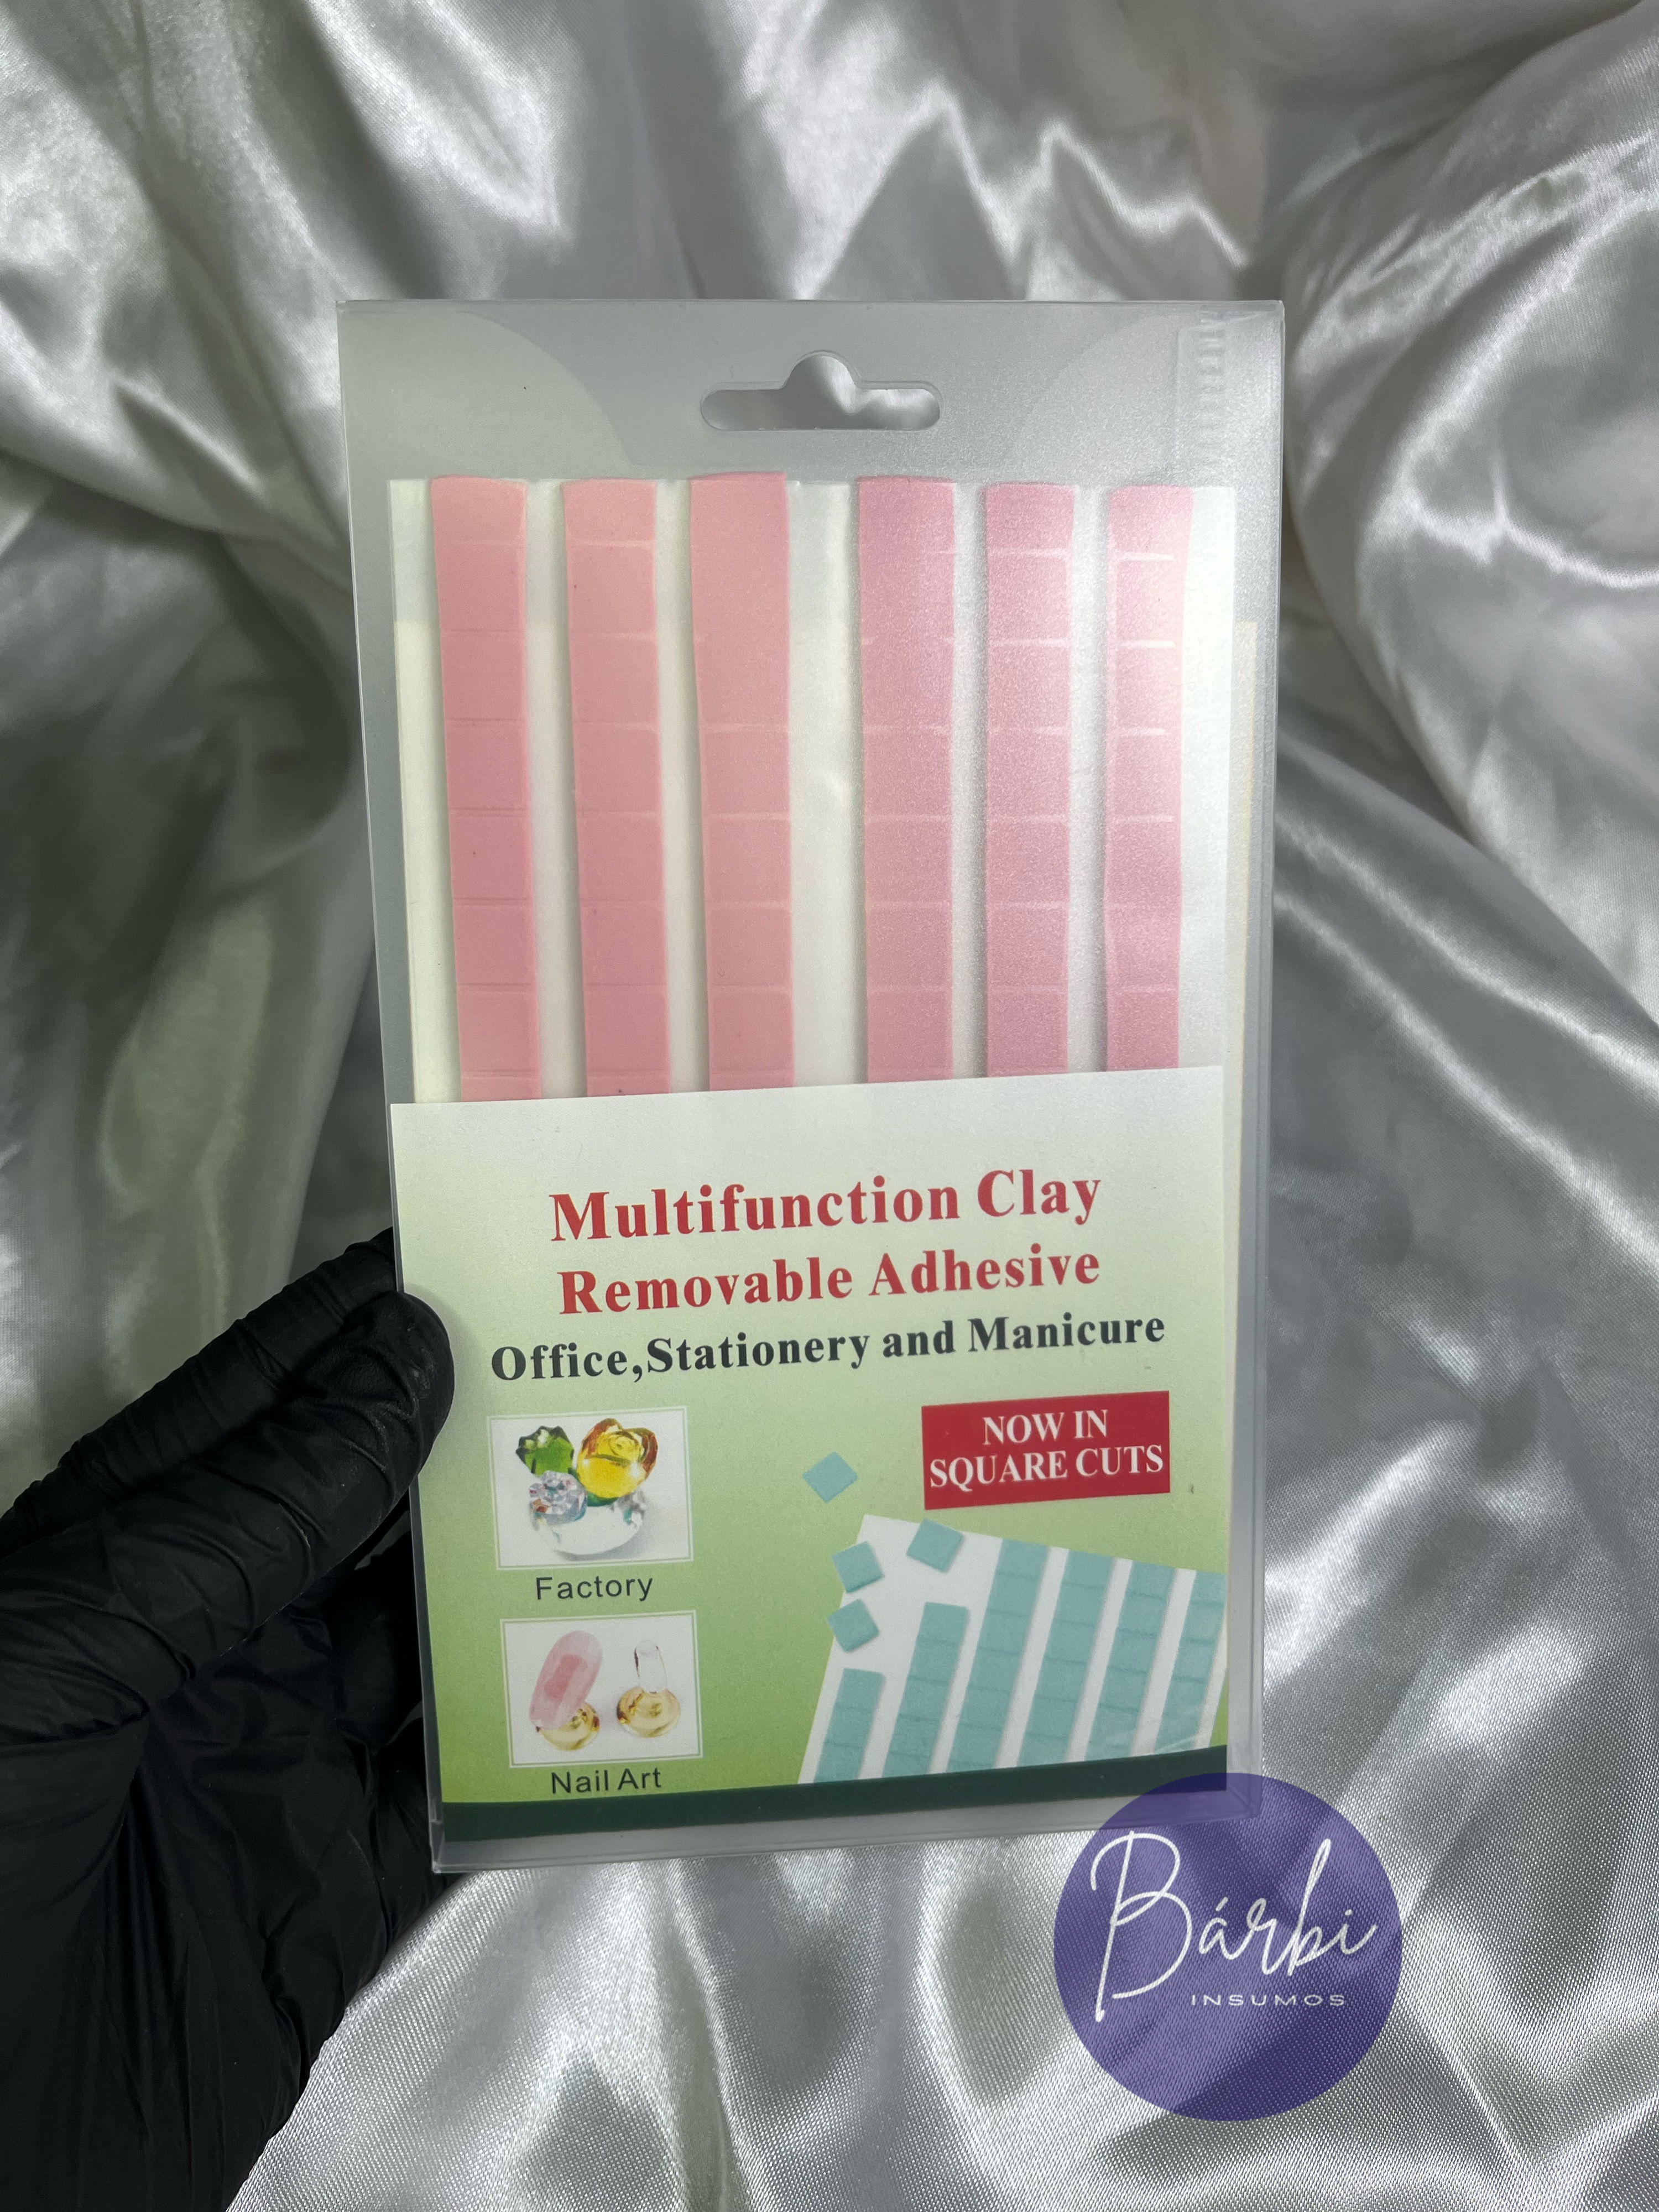 Multifunction Clay
Removable Adhesive
Office,Stationery and Manicure
NOW IN
SQUARE CUTS
Factory
Nail Art
Bárbi
INSUMOS